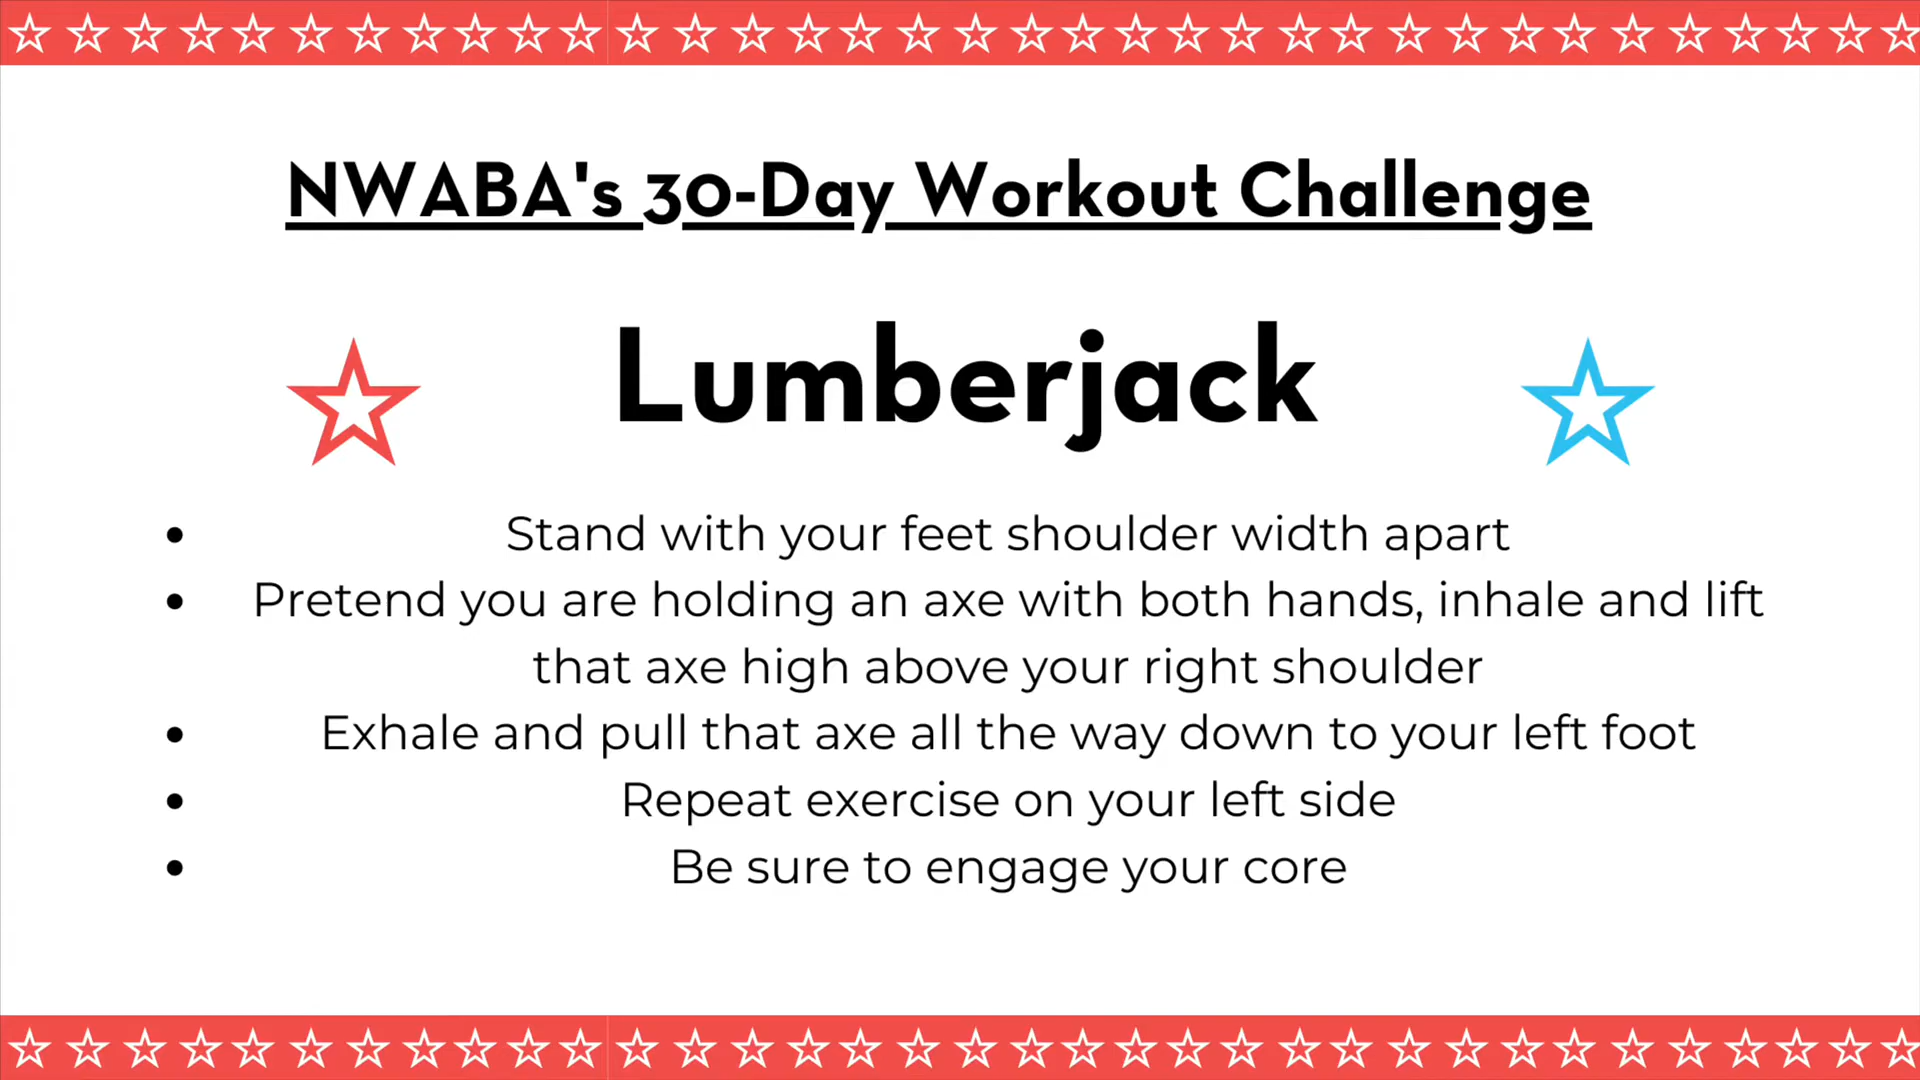 NWABA's 30-Day Workout Challenge
Lumberjack
• Stand with your feet shoulder width apart
• Pretend you are holding an axe with both hands, inhale and lift
that axe high above your right shoulder
• Exhale and pull that axe all the way down to your left foot
• Repeat exercise on your left side
• Be sure to engage your core